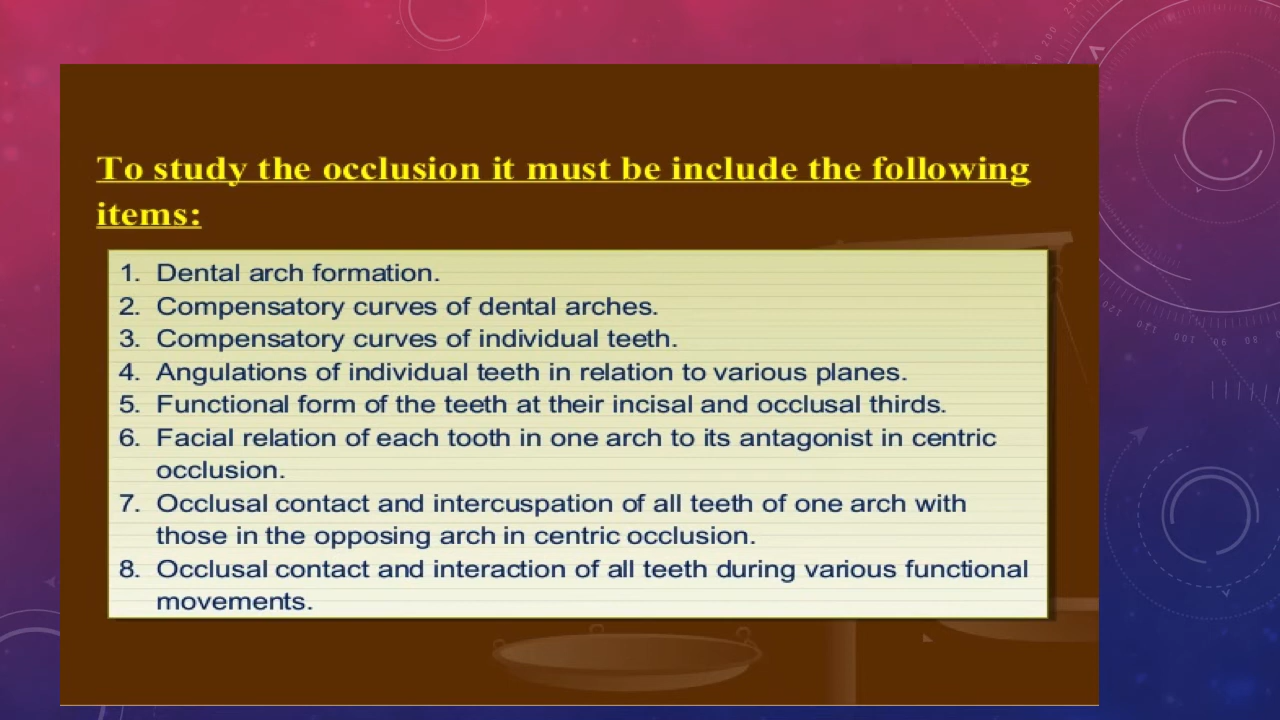 To study the occlusion it must be include the following
items:
1. Dental arch formation.
2. Compensatory curves of dental arches.
3. Compensatory curves of individual teeth.
4. Angulations of individual teeth in relation to various planes.
5. Functional form of the teeth at their incisal and occlusal thirds.
6. Facial relation of each tooth in one arch to its antagonist in centric
occlusion.
7. Occlusal contact and intercuspation of all teeth of one arch with
those in the opposing arch in centric occlusion.
8. Occlusal contact and interaction of all teeth during various functional
movements.